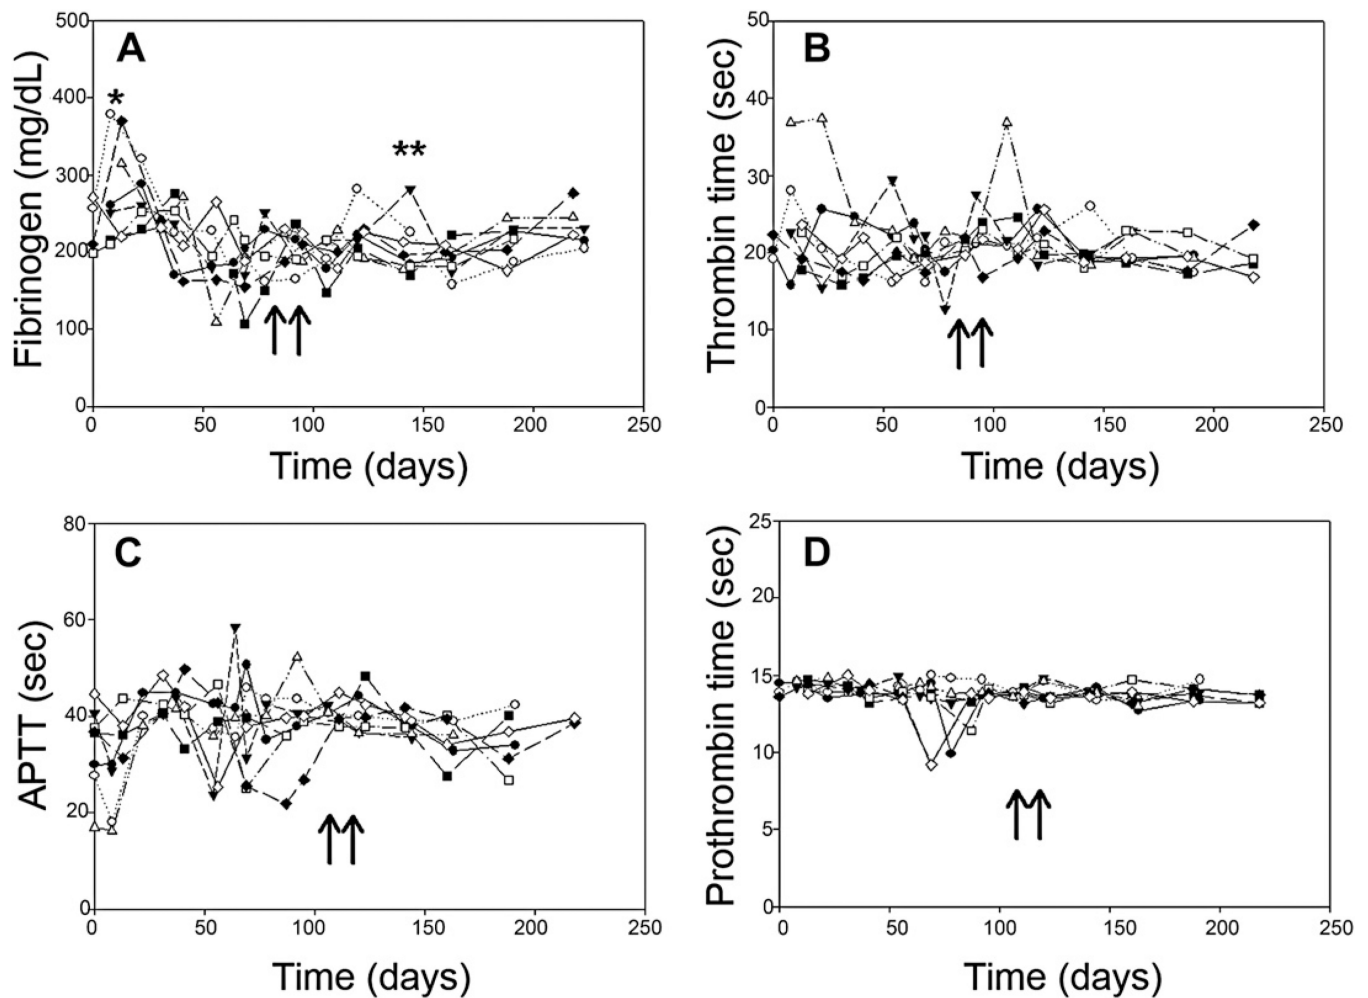 A
Fibrinogen (mg/dL)
500
400
300
200
100
0
*
**
0 50 100 150 200 250
Time (days)
B
Thrombin time (sec)
50
40
30
20
10
0
0 50 100 150 200 250
Time (days)
C
APTT (sec)
80
60
40
20
0
0 50 100 150 200 250
Time (days)
D
Prothrombin time (sec)
25
20
15
10
5
0
0 50 100 150 200 250
Time (days)